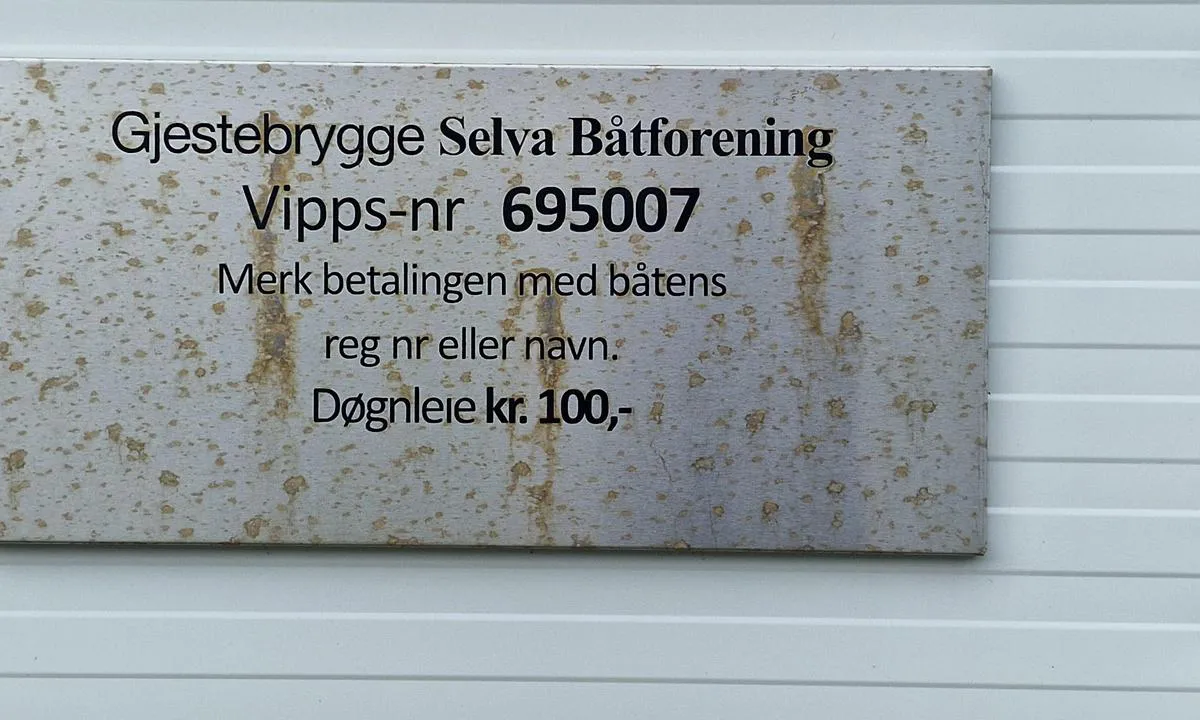 Gjestebrygge Selva Båtforening
Vipps-nr 695007
Merk betalingen med båtens
reg nr eller navn.
Døgnleie kr. 100,-